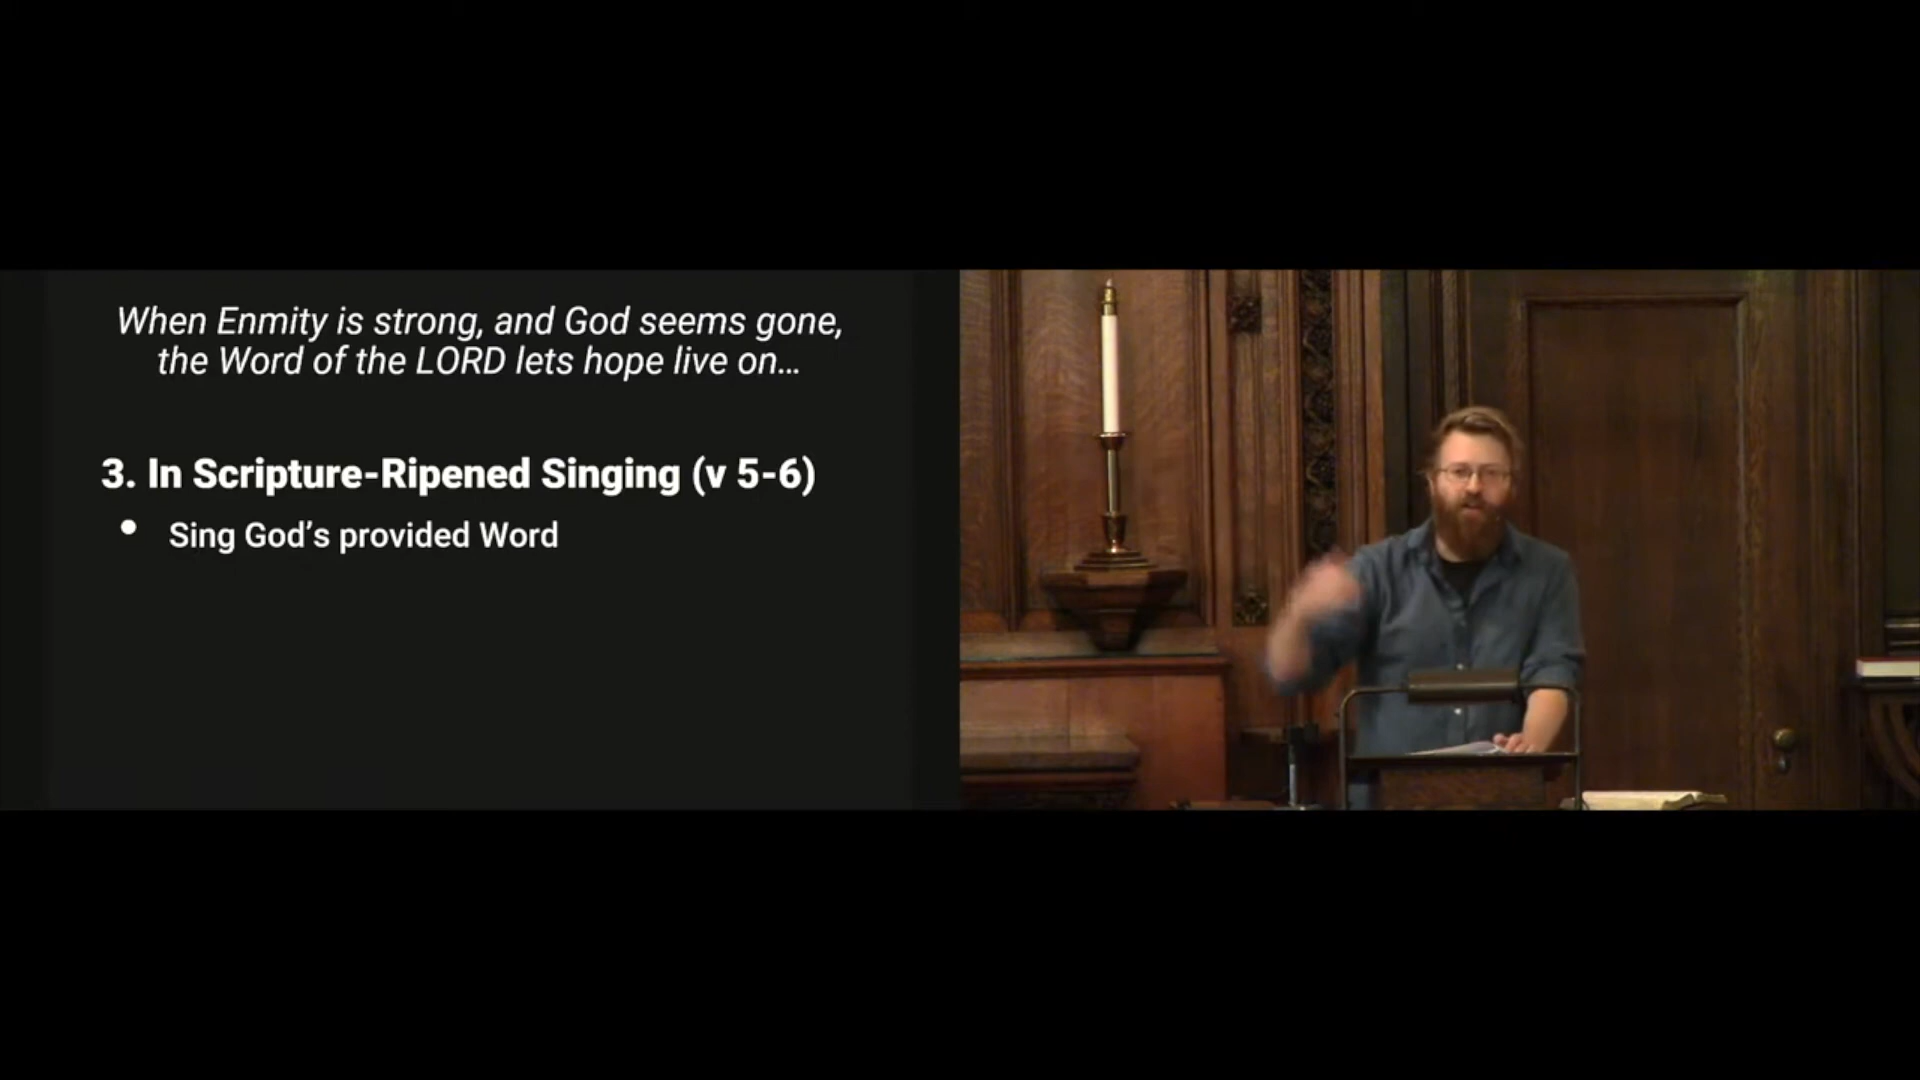 When Enmity is strong, and God seems gone,
the Word of the LORD lets hope live on...
3. In Scripture-Ripened Singing (v 5-6)
• Sing God's provided Word